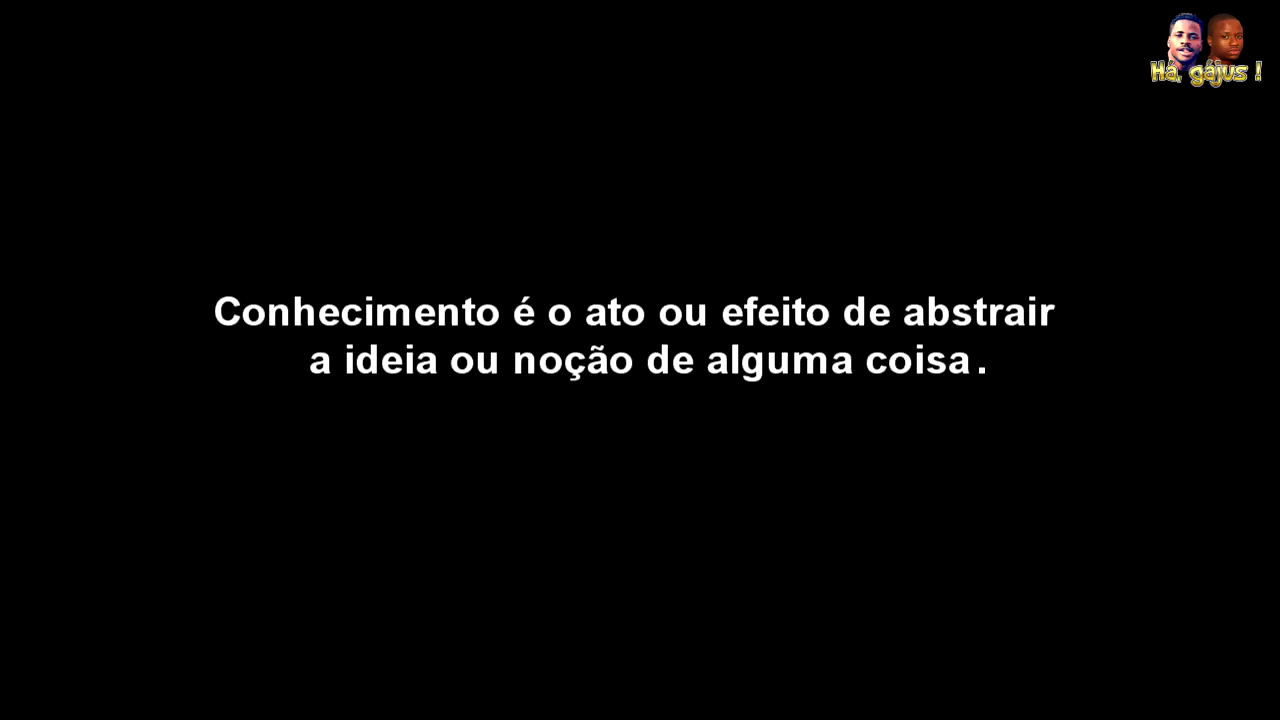 Há, gájus !
Conhecimento é o ato ou efeito de abstrair
a ideia ou noção de alguma coisa.